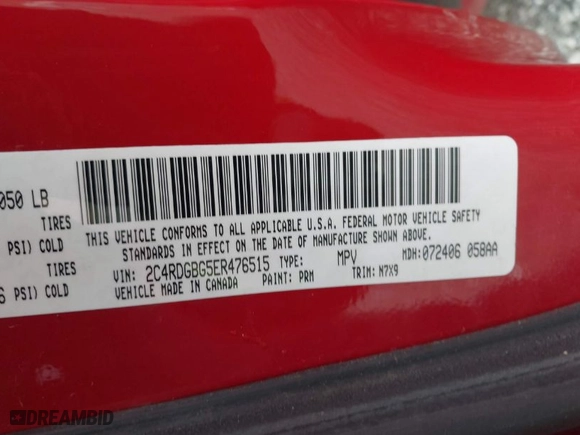 050 LB
TIRES
PSI) COLD
TIRES
PSI) COLD
THIS VEHICLE CONFORMS TO ALL APPLICABLE U.S.A. FEDERAL MOTOR VEHICLE SAFETY
STANDARDS IN EFFECT ON THE DATE OF MANUFACTURE SHOWN ABOVE.
VIN: 2C4RDGBG5ER476515 TYPE: MPV MDH: 072406 058AA
VEHICLE MADE IN CANADA PAINT: PRM TRIM: N7X9
DREAMBID